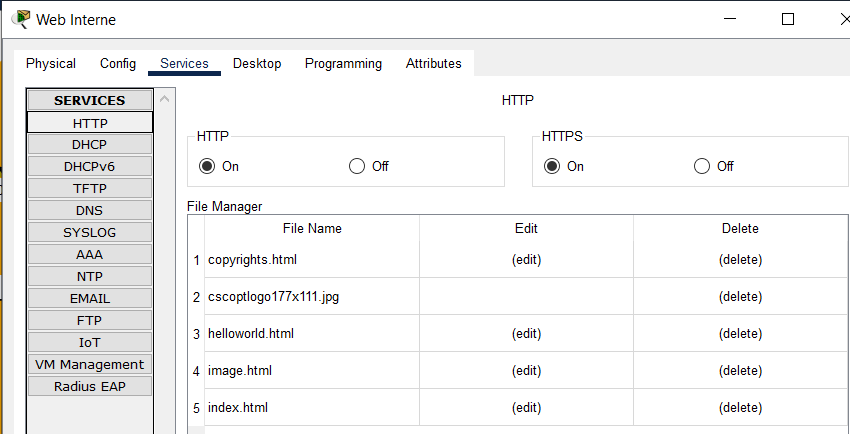 Web Interne
Physical Config Services Desktop Programming Attributes
SERVICES
HTTP
DHCP
DHCPv6
TFTP
DNS
SYSLOG
AAA
NTP
EMAIL
FTP
IoT
VM Management
Radius EAP
HTTP
HTTP
On Off
HTTPS
On Off
File Manager
File Name Edit Delete
1 copyrights.html (edit) (delete)
2 cscoptlogo177x111.jpg (delete)
3 helloworld.html (edit) (delete)
4 image.html (edit) (delete)
5 index.html (edit) (delete)